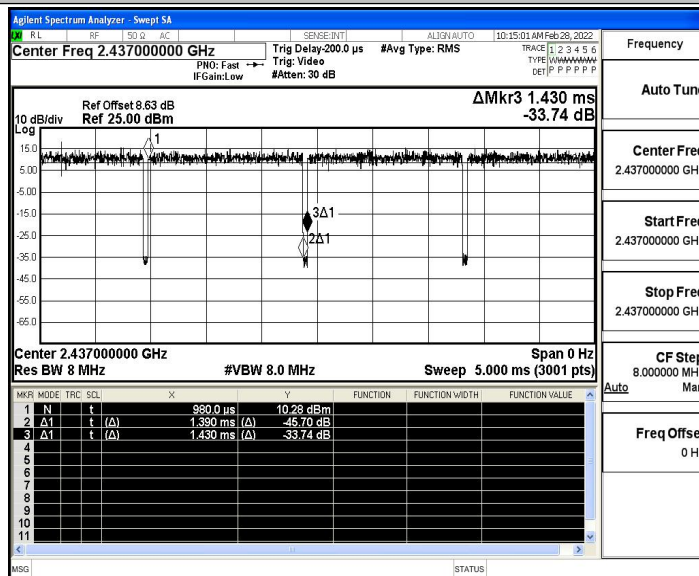 Agilent Spectrum Analyzer - Swept SA
RL RF 50 Ω AC SENSE:INT ALIGN AUTO 10:15:01 AM Feb 28, 2022
Center Freq 2.437000000 GHz
PNO: Fast
IFGain:Low
Trig Delay-200.0 µs
Trig: Video
#Atten: 30 dB
#Avg Type: RMS
TRACE 1 2 3 4 5 6
TYPE
DET P P P P P P
Ref Offset 8.63 dB
10 dB/div Ref 25.00 dBm
Log
ΔMkr3 1.430 ms
-33.74 dB
15.0
5.00
-5.00
-15.0
-25.0
-35.0
-45.0
-55.0
-65.0
1
3Δ1
2Δ1
Center 2.437000000 GHz Span 0 Hz
Res BW 8 MHz #VBW 8.0 MHz Sweep 5.000 ms (3001 pts)
MKR MODE TRC SCL X Y FUNCTION FUNCTION WIDTH FUNCTION VALUE
1 N t 980.0 µs 10.28 dBm
2 Δ1 t (Δ) 1.390 ms (Δ) -45.70 dB
3 Δ1 t (Δ) 1.430 ms (Δ) -33.74 dB
4
5
6
7
8
9
10
11
MSG STATUS
Frequency
Auto Tun
Center Fre
2.437000000 GH
Start Fre
2.437000000 GH
Stop Fre
2.437000000 GH
CF Step
8.000000 MH
Auto Ma
Freq Offse
0 H